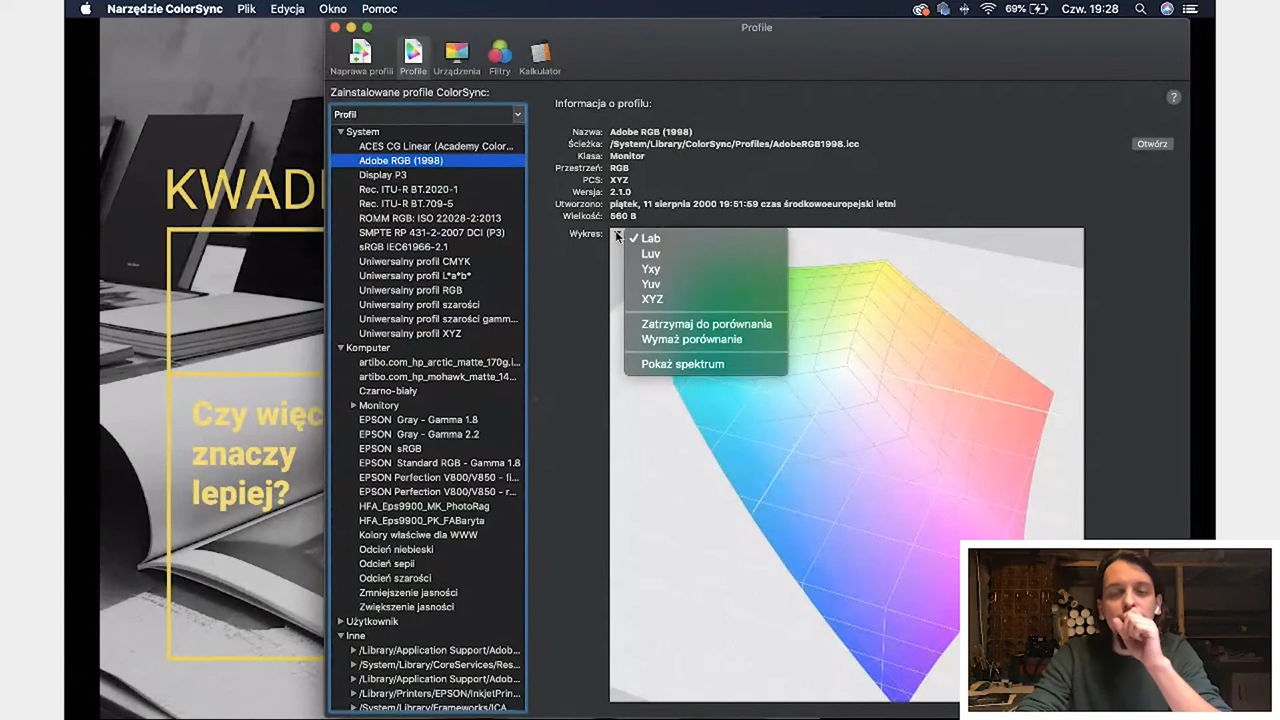 Narzędzie ColorSync Plik Edycja Okno Pomoc 69% Czw. 19:28
Profile
Naprawa profili Profile Urządzenia Filtry Kalkulator
Zainstalowane profile ColorSync:
Profil
System
ACES CG Linear (Academy Color...
Adobe RGB (1998)
Display P3
Rec. ITU-R BT.2020-1
Rec. ITU-R BT.709-5
ROMM RGB: ISO 22028-2:2013
SMPTE RP 431-2-2007 DCI (P3)
sRGB IEC61966-2.1
Uniwersalny profil CMYK
Uniwersalny profil L*a*b*
Uniwersalny profil RGB
Uniwersalny profil szarości
Uniwersalny profil szarości gamm...
Uniwersalny profil XYZ
Komputer
artibo.com_hp_arctic_matte_170g.i...
artibo.com_hp_mohawk_matte_14...
Czarno-biały
Monitory
EPSON Gray - Gamma 1.8
EPSON Gray - Gamma 2.2
EPSON sRGB
EPSON Standard RGB - Gamma 1.8
EPSON Perfection V800/V850 - fi...
EPSON Perfection V800/V850 - r...
HFA_Eps9900_MK_PhotoRag
HFA_Eps9900_PK_FABaryta
Kolory właściwe dla WWW
Odcień niebieski
Odcień sepii
Odcień szarości
Zmniejszenie jasności
Zwiększenie jasności
Użytkownik
Inne
/Library/Application Support/Adob...
/System/Library/CoreServices/Res...
/Library/Application Support/Adob...
/Library/Printers/EPSON/InkjetPrin...
/System/Library/Frameworks/ICA
Informacja o profilu:
?
Nazwa: Adobe RGB (1998)
Ścieżka: /System/Library/ColorSync/Profiles/AdobeRGB1998.icc
Otwórz
Klasa: Monitor
Przestrzeń: RGB
PCS: XYZ
Wersja: 2.1.0
Utworzono: piątek, 11 sierpnia 2000 19:51:59 czas środkowoeuropejski letni
Wielkość: 560 B
Wykres:
✓ Lab
Luv
Yxy
Yuv
XYZ
Zatrzymaj do porównania
Wymaż porównanie
Pokaż spektrum
KWAD
Czy więc
znaczy
lepiej?